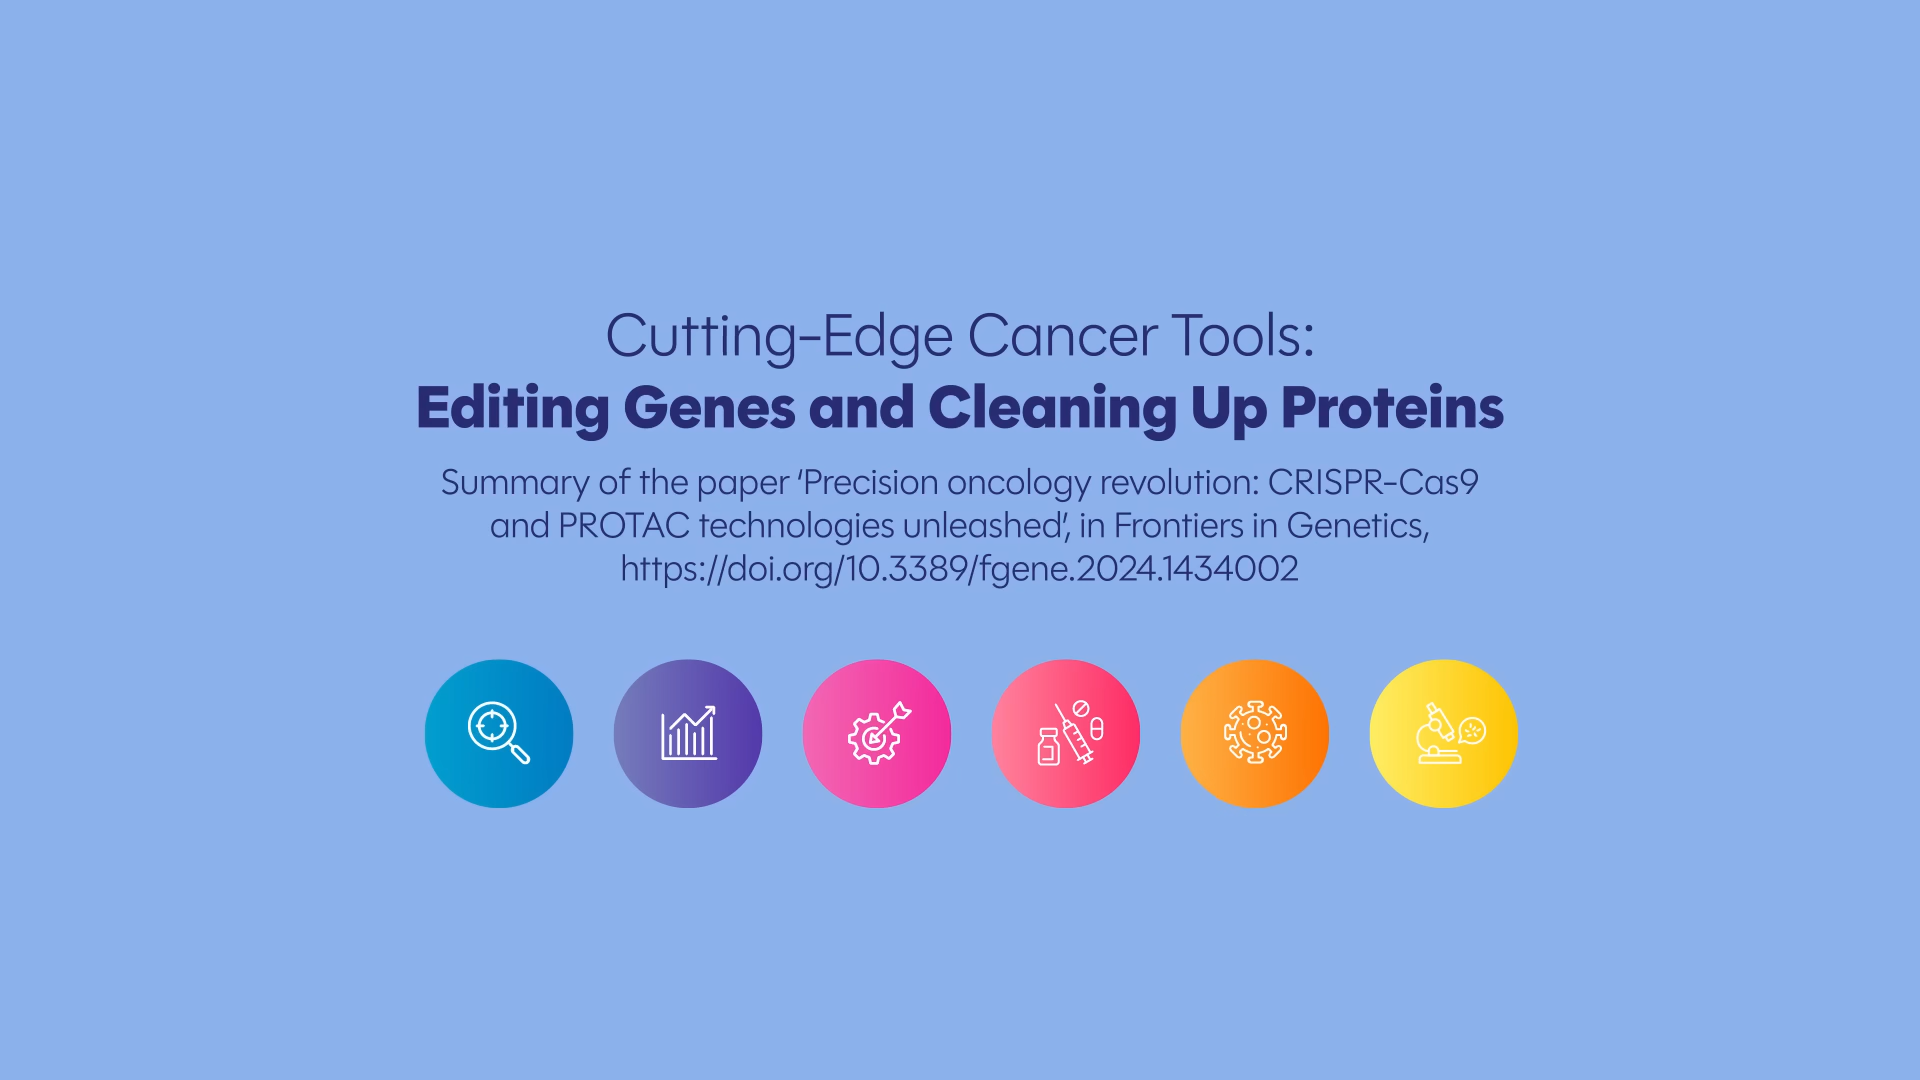 Cutting-Edge Cancer Tools:
Editing Genes and Cleaning Up Proteins
Summary of the paper 'Precision oncology revolution: CRISPR-Cas9
and PROTAC technologies unleashed', in Frontiers in Genetics,
https://doi.org/10.3389/fgene.2024.1434002